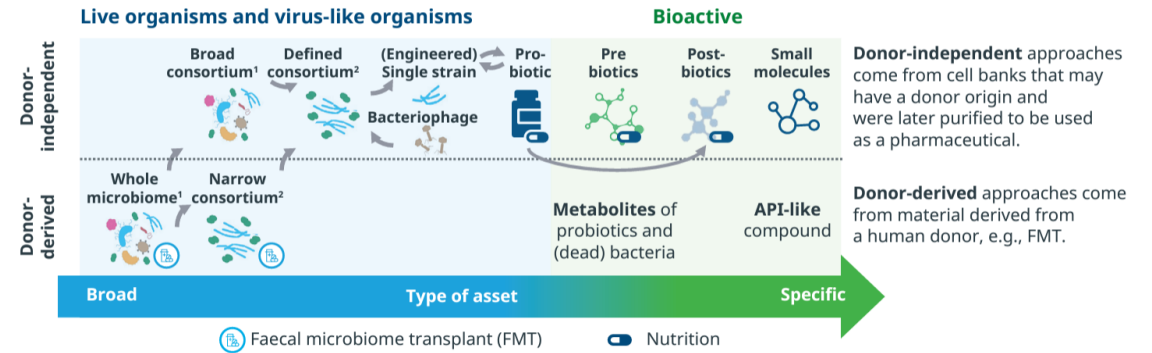 Live organisms and virus-like organisms
Bioactive
Donor-
independent
Broad
consortium¹
Defined
consortium²
(Engineered)
Single strain
Bacteriophage
Pro-
biotic
Pre
biotics
Post-
biotics
Small
molecules
Donor-independent approaches
come from cell banks that may
have a donor origin and
were later purified to be used
as a pharmaceutical.
Donor-
derived
Whole
microbiome¹
Narrow
consortium²
Metabolites of
probiotics and
(dead) bacteria
API-like
compound
Donor-derived approaches come
from material derived from
a human donor, e.g., FMT.
Broad
Type of asset
Specific
Faecal microbiome transplant (FMT)
Nutrition